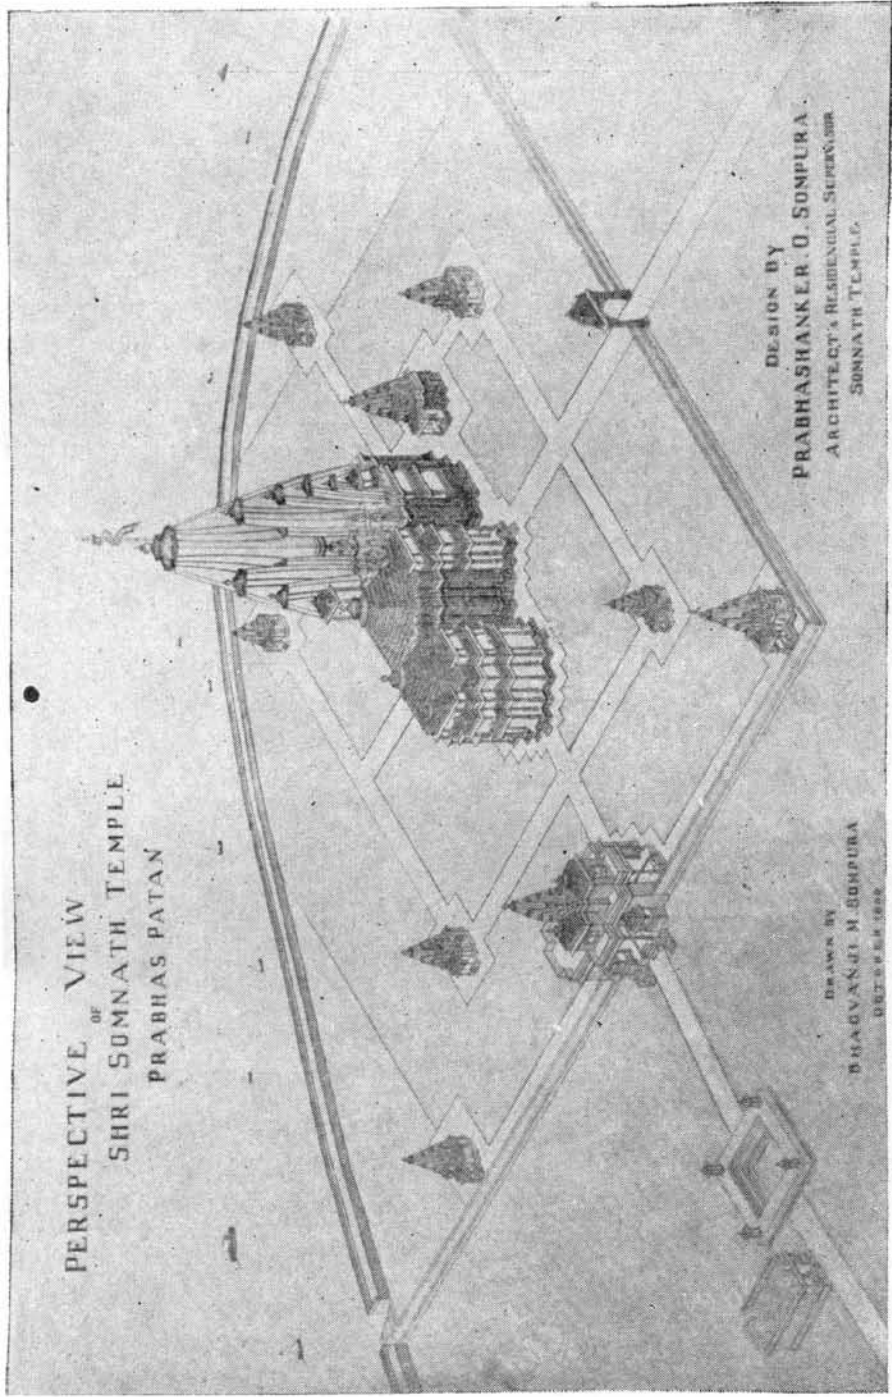 PERSPECTIVE VIEW
OF
SHRI SOMNATH TEMPLE
PRABHAS PATAN
DESIGN BY
PRABHASHANKER. O. SOMPURA.
ARCHITECT & RESIDENCIAL SUPERVISOR
SOMNATH TEMPLE.
DRAWN BY
BHAGVANJI M. SOMPURA
OCTOBER